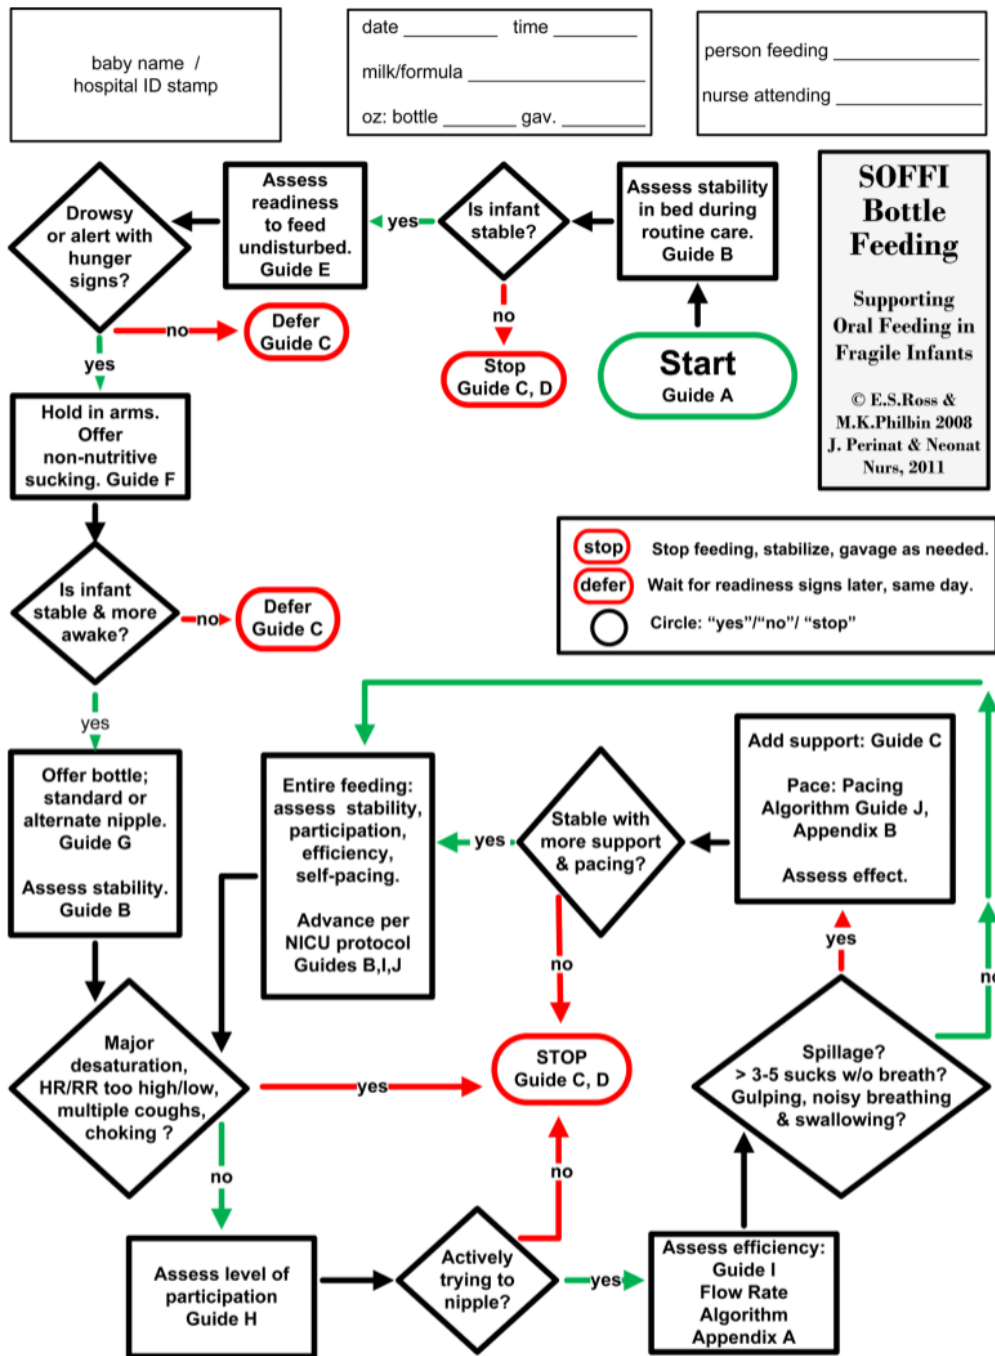 baby name /
hospital ID stamp
date _________ time ________
milk/formula _________________
oz: bottle _______ gav. ________
person feeding ______________
nurse attending ______________
SOFFI
Bottle
Feeding
Supporting
Oral Feeding in
Fragile Infants
© E.S.Ross &
M.K.Philbin 2008
J. Perinat & Neonat
Nurs, 2011
Start
Guide A
Assess stability
in bed during
routine care.
Guide B
Is infant
stable?
yes
no
Stop
Guide C, D
Assess
readiness
to feed
undisturbed.
Guide E
Drowsy
or alert with
hunger
signs?
no
Defer
Guide C
yes
Hold in arms.
Offer
non-nutritive
sucking. Guide F
Is infant
stable & more
awake?
no
Defer
Guide C
yes
stop
Stop feeding, stabilize, gavage as needed.
defer
Wait for readiness signs later, same day.
Circle: “yes”/“no”/ “stop”
Offer bottle;
standard or
alternate nipple.
Guide G
Assess stability.
Guide B
Entire feeding:
assess stability,
participation,
efficiency,
self-pacing.
Advance per
NICU protocol
Guides B,I,J
yes
Stable with
more support
& pacing?
no
Add support: Guide C
Pace: Pacing
Algorithm Guide J,
Appendix B
Assess effect.
yes
no
Major
desaturation,
HR/RR too high/low,
multiple coughs,
choking ?
yes
STOP
Guide C, D
Spillage?
> 3-5 sucks w/o breath?
Gulping, noisy breathing
& swallowing?
no
no
Assess level of
participation
Guide H
Actively
trying to
nipple?
yes
Assess efficiency:
Guide I
Flow Rate
Algorithm
Appendix A